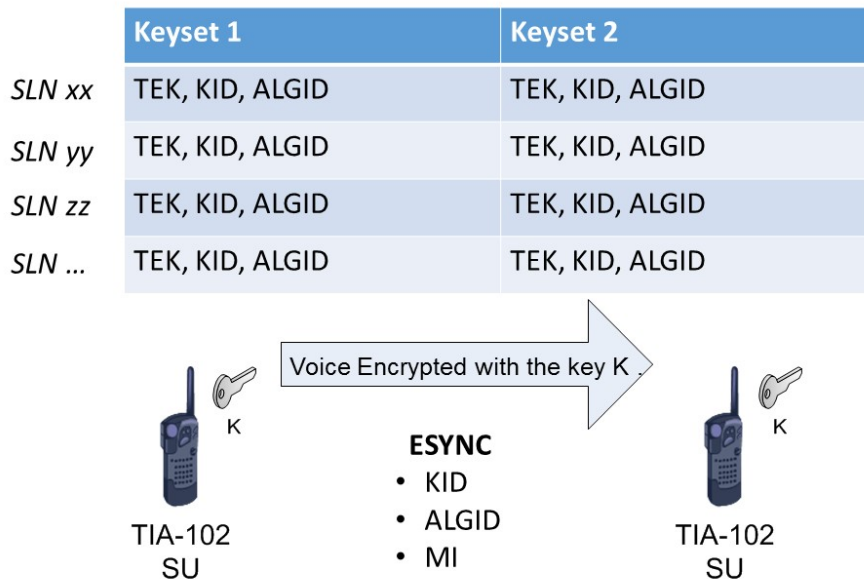 Keyset 1 Keyset 2
SLN xx TEK, KID, ALGID TEK, KID, ALGID
SLN yy TEK, KID, ALGID TEK, KID, ALGID
SLN zz TEK, KID, ALGID TEK, KID, ALGID
SLN ... TEK, KID, ALGID TEK, KID, ALGID
Voice Encrypted with the key K .
K
K
ESYNC
• KID
• ALGID
• MI
TIA-102
SU
TIA-102
SU